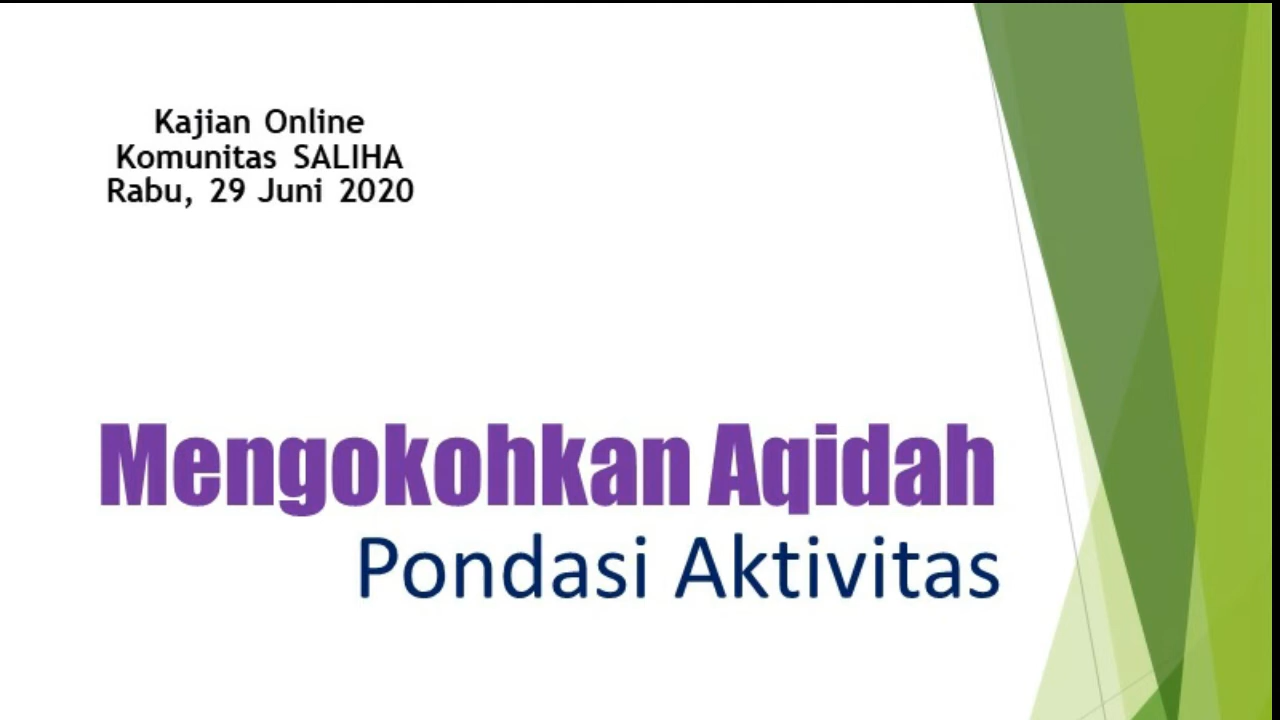 Kajian Online
Komunitas SALIHA
Rabu, 29 Juni 2020
Mengokohkan Aqidah
Pondasi Aktivitas